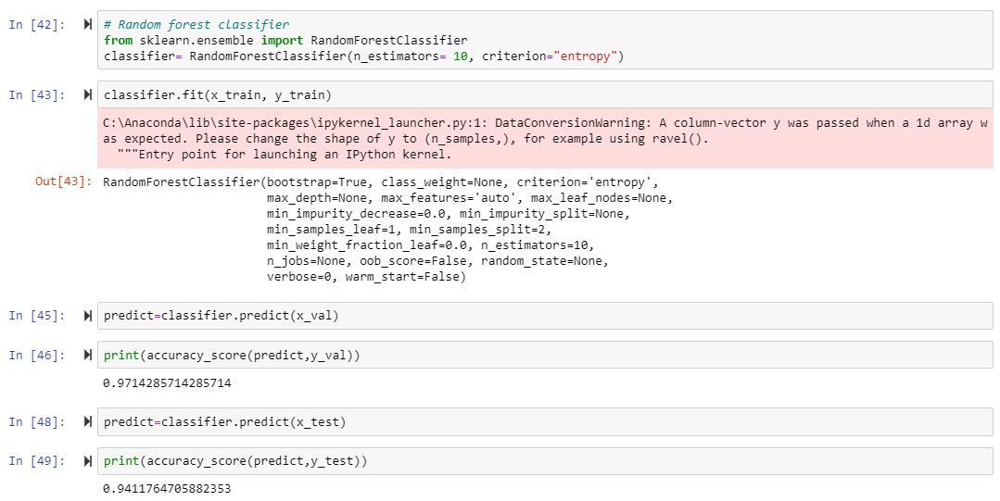 In [42]: # Random forest classifier
from sklearn.ensemble import RandomForestClassifier
classifier= RandomForestClassifier(n_estimators= 10, criterion="entropy")
In [43]: classifier.fit(x_train, y_train)
C:\Anaconda\lib\site-packages\ipykernel_launcher.py:1: DataConversionWarning: A column-vector y was passed when a 1d array w
as expected. Please change the shape of y to (n_samples,), for example using ravel().
  """Entry point for launching an IPython kernel.
Out[43]: RandomForestClassifier(bootstrap=True, class_weight=None, criterion='entropy',
max_depth=None, max_features='auto', max_leaf_nodes=None,
min_impurity_decrease=0.0, min_impurity_split=None,
min_samples_leaf=1, min_samples_split=2,
min_weight_fraction_leaf=0.0, n_estimators=10,
n_jobs=None, oob_score=False, random_state=None,
verbose=0, warm_start=False)
In [45]: predict=classifier.predict(x_val)
In [46]: print(accuracy_score(predict,y_val))
0.9714285714285714
In [48]: predict=classifier.predict(x_test)
In [49]: print(accuracy_score(predict,y_test))
0.9411764705882353